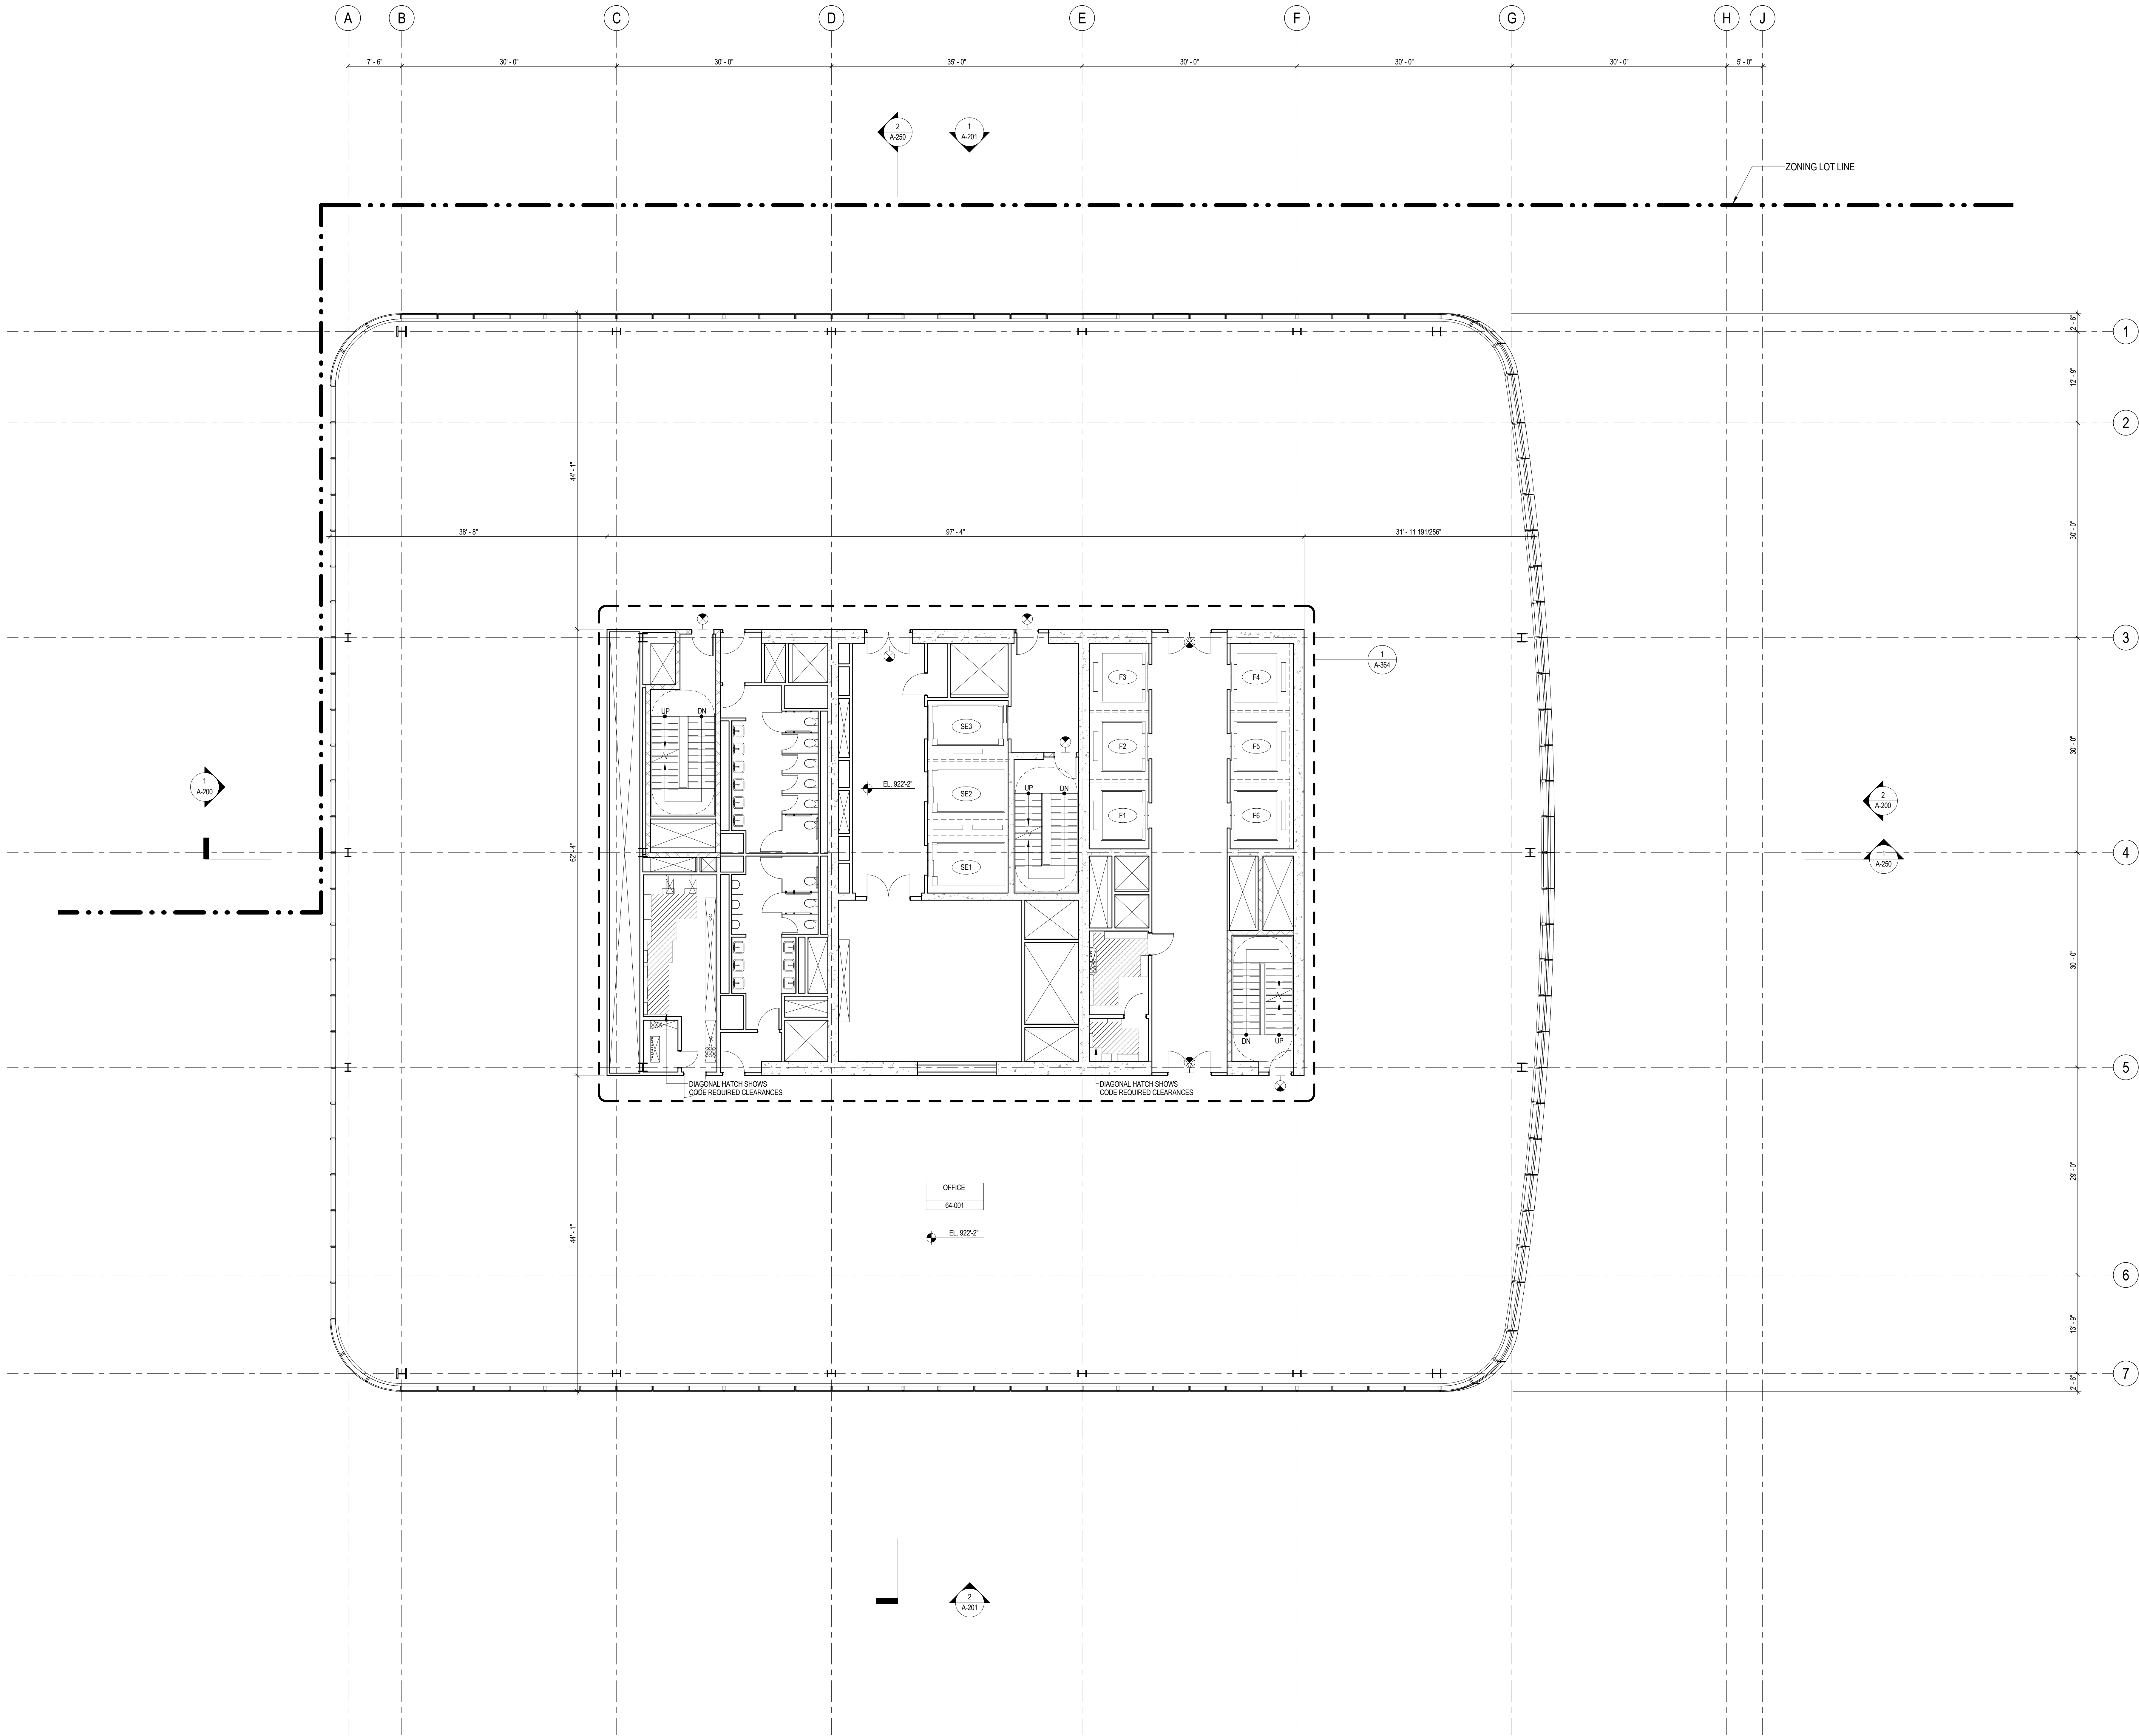 A B C D E F G H J
7' - 6" 30' - 0" 30' - 0" 35' - 0" 30' - 0" 30' - 0" 30' - 0" 5' - 0"
2
A-250
1
A-201
ZONING LOT LINE
2' - 6"
1
12' - 9"
2
44' - 1"
30' - 0"
38' - 8" 97' - 4" 31' - 11 191/256"
3
1
A-364
F3 F4
UP DN
SE3
F2 F5
30' - 0"
1
A-200
EL. 922'-2"
SE2
UP DN
2
A-200
F1 F6
62' - 4"
4
1
A-250
SE1
30' - 0"
DN UP
5
DIAGONAL HATCH SHOWS
CODE REQUIRED CLEARANCES
DIAGONAL HATCH SHOWS
CODE REQUIRED CLEARANCES
29' - 0"
OFFICE
64-001
44' - 1"
EL. 922'-2"
6
13' - 9"
7
2' - 6"
2
A-201